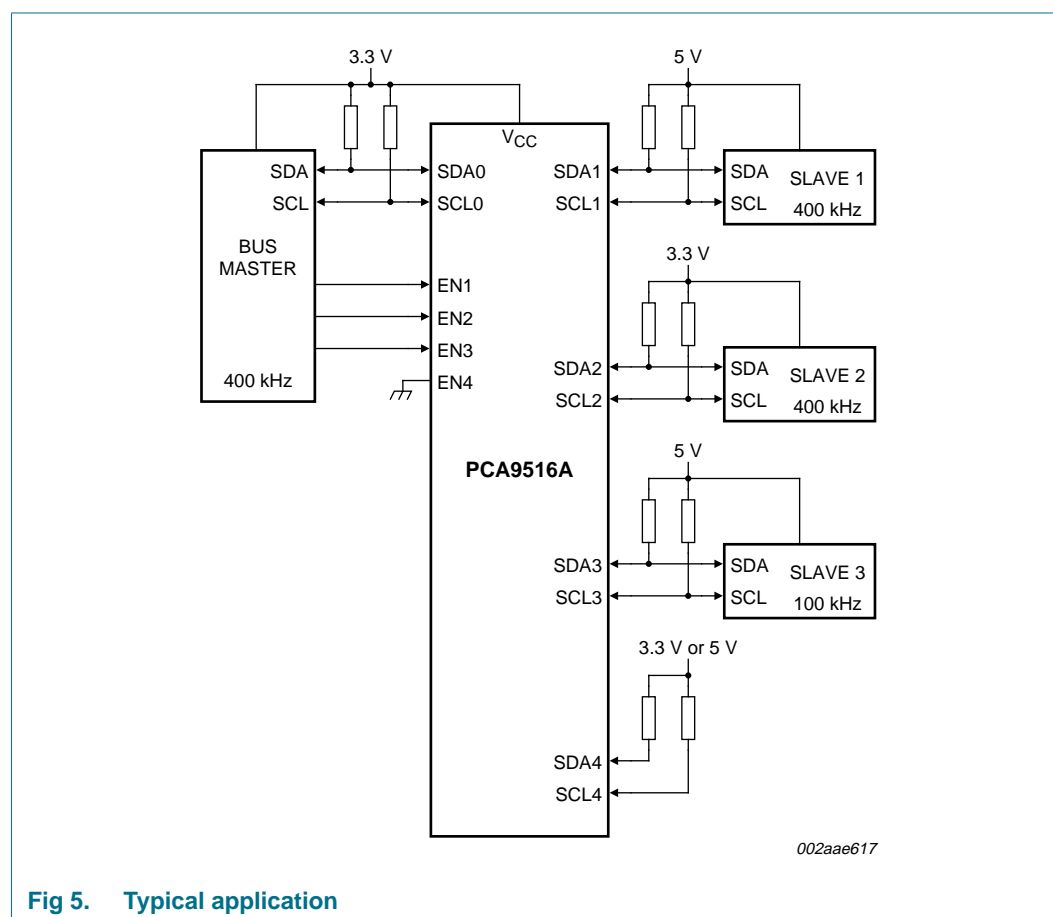 3.3 V
5 V
VCC
SDA
SDA0
SDA1
SDA
SLAVE 1
SCL
SCL0
SCL1
SCL
400 kHz
BUS
MASTER
3.3 V
EN1
EN2
EN3
SDA2
SDA
SLAVE 2
400 kHz
EN4
SCL2
SCL
400 kHz
5 V
PCA9516A
SDA3
SDA
SLAVE 3
SCL3
SCL
100 kHz
3.3 V or 5 V
SDA4
SCL4
002aae617
Fig 5. Typical application